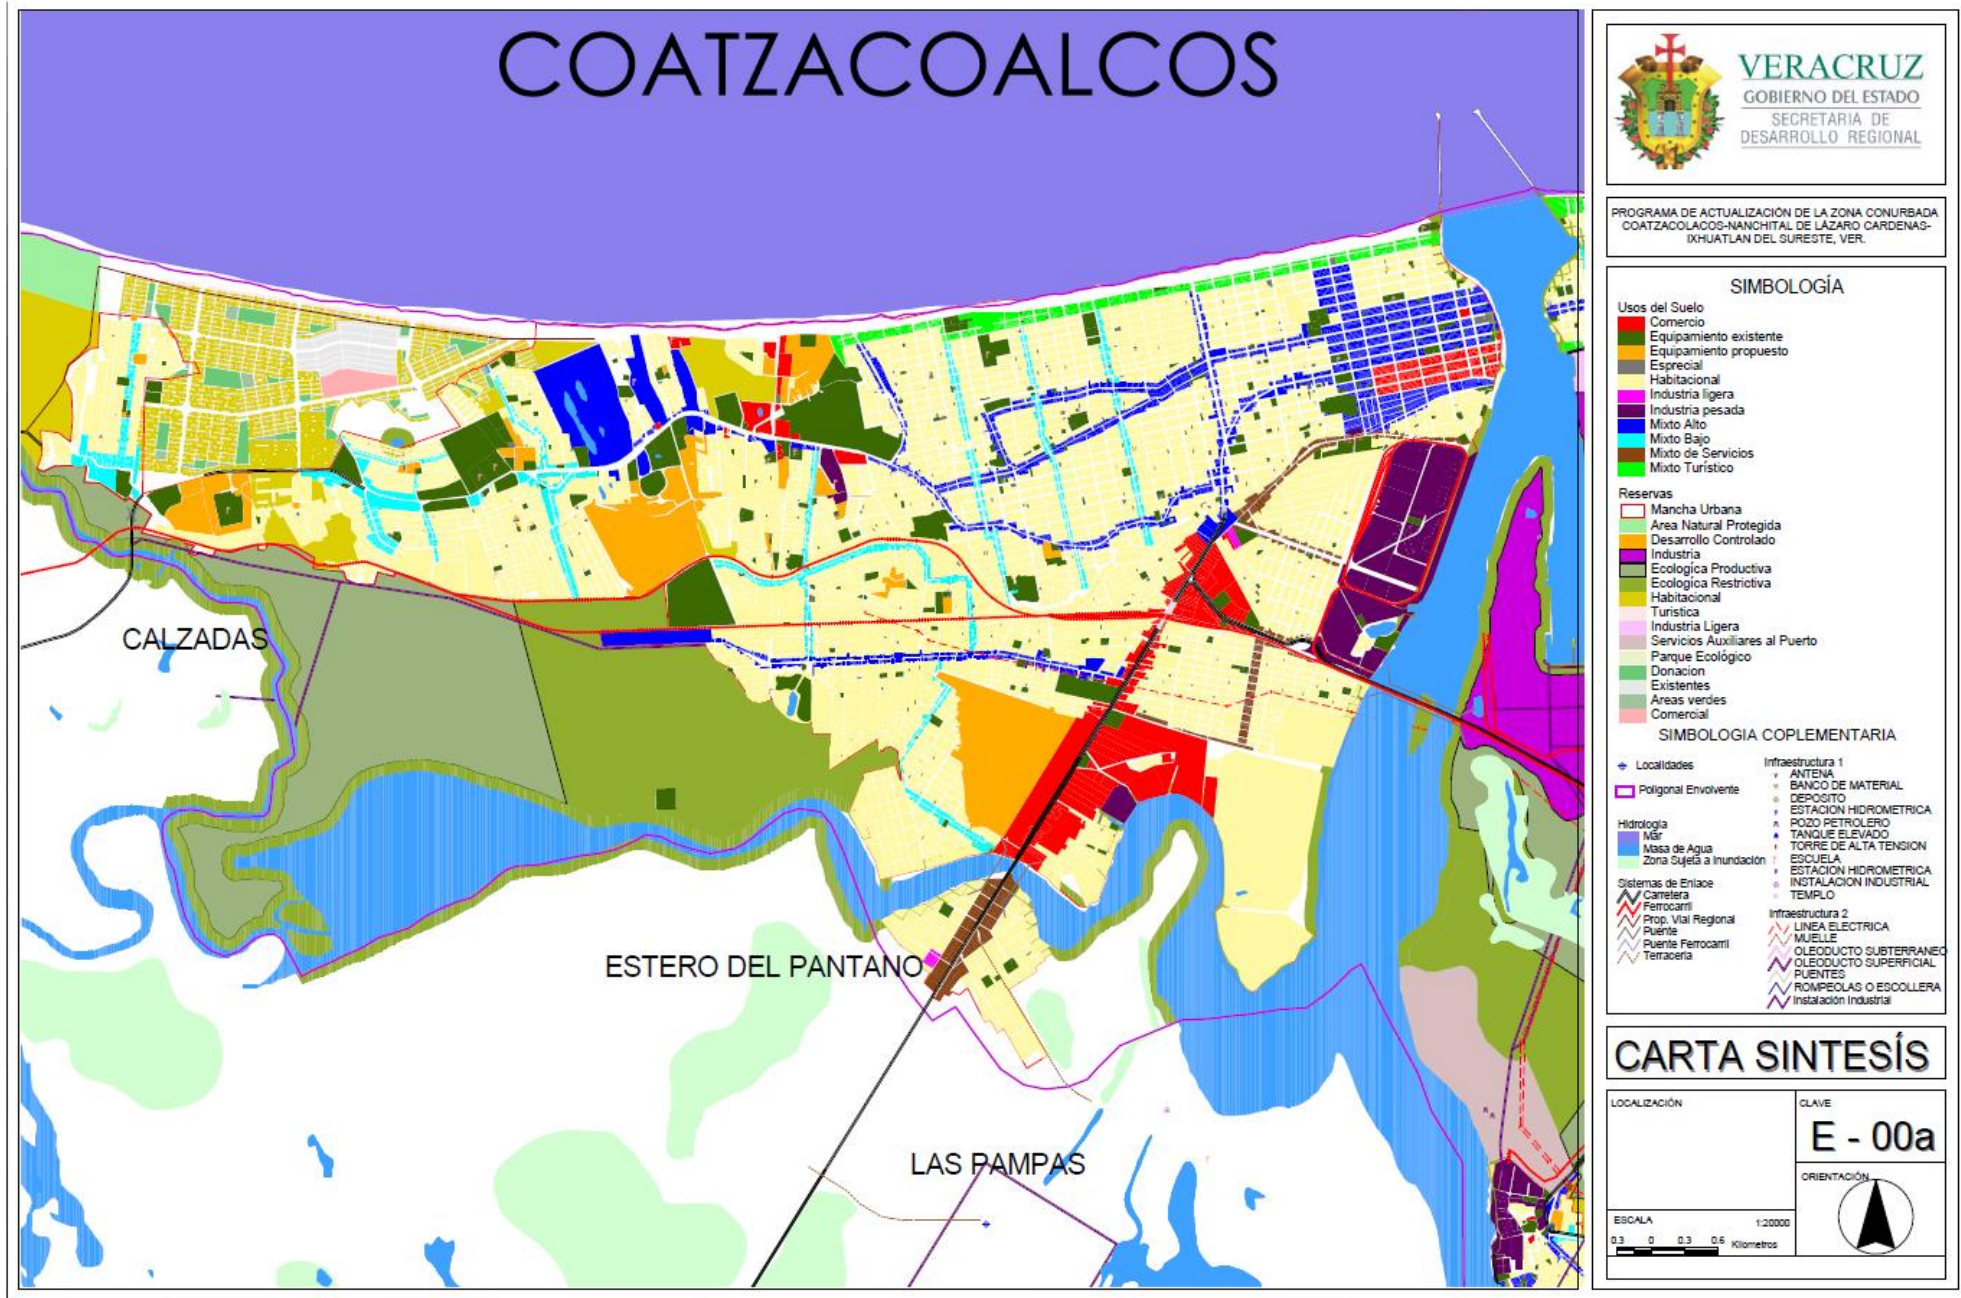 COATZACOALCOS
CALZADAS
ESTERO DEL PANTANO
LAS PAMPAS
VERACRUZ
GOBIERNO DEL ESTADO
SECRETARIA DE
DESARROLLO REGIONAL
PROGRAMA DE ACTUALIZACIÓN DE LA ZONA CONURBADA
COATZACOLACOS-NANCHITAL DE LÁZARO CARDENAS-
IXHUATLAN DEL SURESTE, VER.
SIMBOLOGÍA
Usos del Suelo
Comercio
Equipamiento existente
Equipamiento propuesto
Esprecial
Habitacional
Industria ligera
Industria pesada
Mixto Alto
Mixto Bajo
Mixto de Servicios
Mixto Turístico
Reservas
Mancha Urbana
Area Natural Protegida
Desarrollo Controlado
Industria
Ecologica Productiva
Ecologica Restrictiva
Habitacional
Turistica
Industria Ligera
Servicios Auxiliares al Puerto
Parque Ecológico
Donacion
Existentes
Areas verdes
Comercial
SIMBOLOGIA COPLEMENTARIA
Localidades
Poligonal Envolvente
Hidrologia
Mar
Masa de Agua
Zona Sujeta a Inundación
Sistemas de Enlace
Carretera
Ferrocarril
Prop. Vial Regional
Puente
Puente Ferrocarril
Terraceria
Infraestructura 1
ANTENA
BANCO DE MATERIAL
DEPOSITO
ESTACION HIDROMETRICA
POZO PETROLERO
TANQUE ELEVADO
TORRE DE ALTA TENSION
ESCUELA
ESTACION HIDROMETRICA
INSTALACION INDUSTRIAL
TEMPLO
Infraestructura 2
LINEA ELECTRICA
MUELLE
OLEODUCTO SUBTERRANEO
OLEODUCTO SUPERFICIAL
PUENTES
ROMPEOLAS O ESCOLLERA
Instalación Industrial
CARTA SINTESÍS
LOCALIZACIÓN
CLAVE
E - 00a
ORIENTACIÓN
ESCALA 1:20000
0.3 0 0.3 0.6 Kilometros